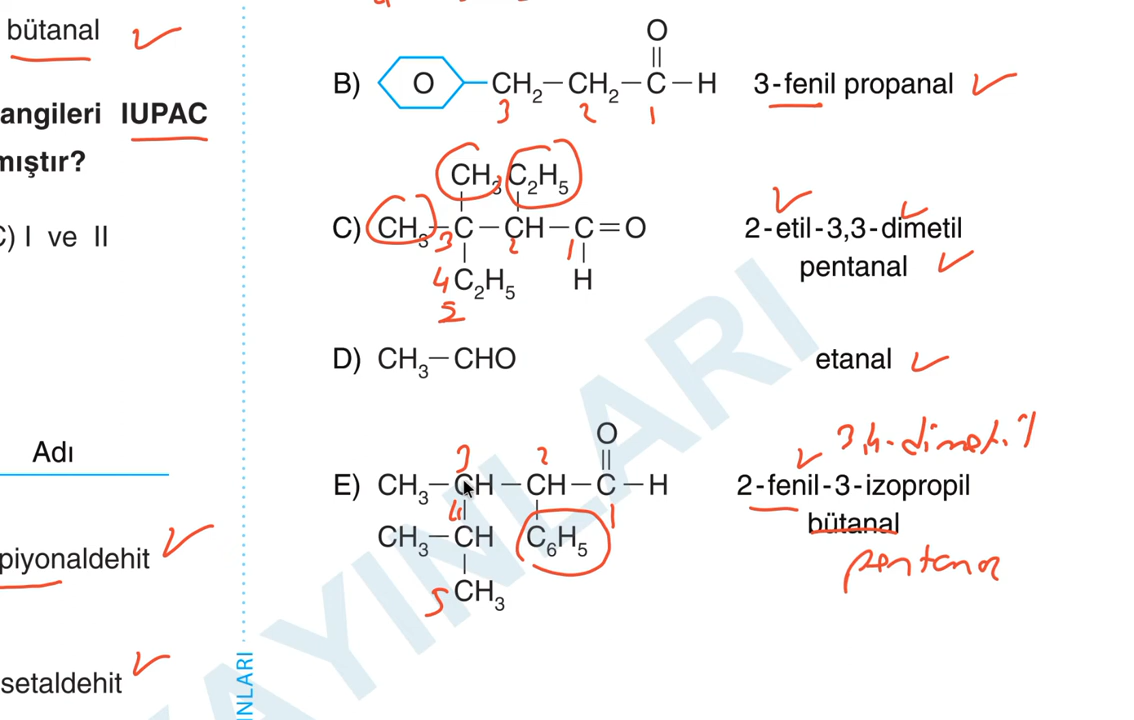 bütanal
angileri IUPAC
mıştır?
C) I ve II
Adı
piyonaldehit
setaldehit
O
B) O CH2–CH2–C–H 3-fenil propanal
3 2 1
CH3 C2H5
C) CH3–C–CH–C=O 2-etil-3,3-dimetil
3 2 1
pentanal
4 C2H5 H
5
D) CH3–CHO etanal
3,4-dimetil
O
3 2
E) CH3–CH–CH–C–H 2-fenil-3-izopropil
4 1
bütanal
CH3–CH C6H5
pentanal
5 CH3
YAYINLARI
INLARI